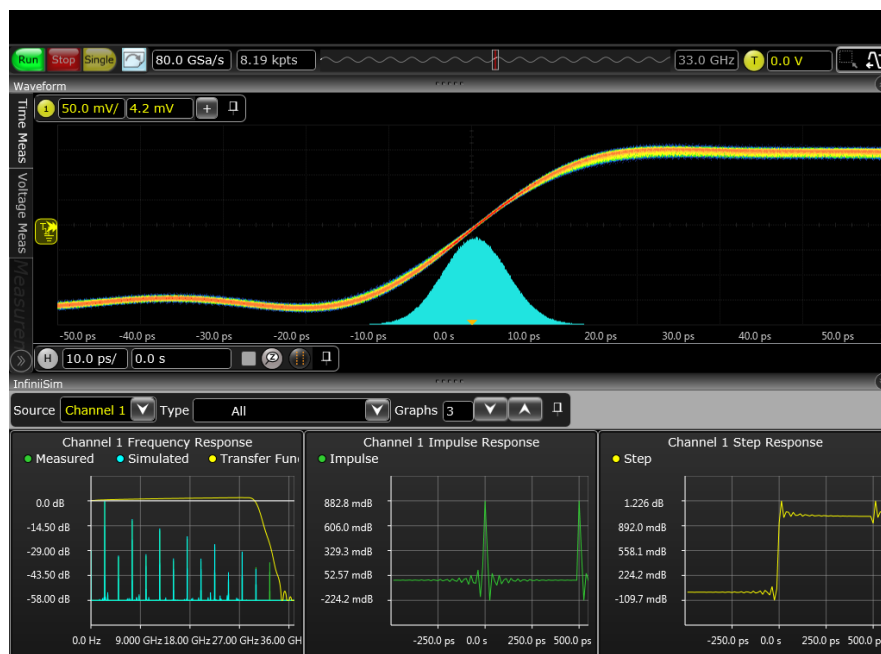 Run Stop Single 80.0 GSa/s 8.19 kpts 33.0 GHz T 0.0 V
Waveform
1 50.0 mV/ 4.2 mV +
Time Meas
Voltage Meas
-50.0 ps -40.0 ps -30.0 ps -20.0 ps -10.0 ps 0.0 s 10.0 ps 20.0 ps 30.0 ps 40.0 ps 50.0 ps
H 10.0 ps/ 0.0 s
InfiniiSim
Source Channel 1 Type All Graphs 3
Channel 1 Frequency Response
Measured Simulated Transfer Fun
0.0 dB
-14.50 dB
-29.00 dB
-43.50 dB
-58.00 dB
0.0 Hz 9.000 GHz 18.00 GHz 27.00 GHz 36.00 GH
Channel 1 Impulse Response
Impulse
882.8 mdB
606.0 mdB
329.3 mdB
52.57 mdB
-224.2 mdB
-250.0 ps 0.0 s 250.0 ps 500.0 ps
Channel 1 Step Response
Step
1.226 dB
892.0 mdB
558.1 mdB
224.2 mdB
-109.7 mdB
-250.0 ps 0.0 s 250.0 ps 500.0 p